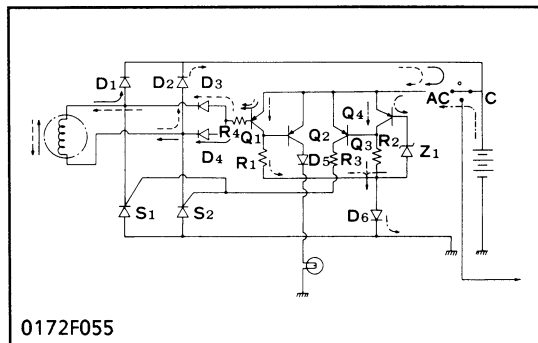 D1 D2 D3
Q4
AC C
R4 Q1 Q2 Q3 R2
D4 R1 D5 R3 Z1
S1 S2 D6
0172F055